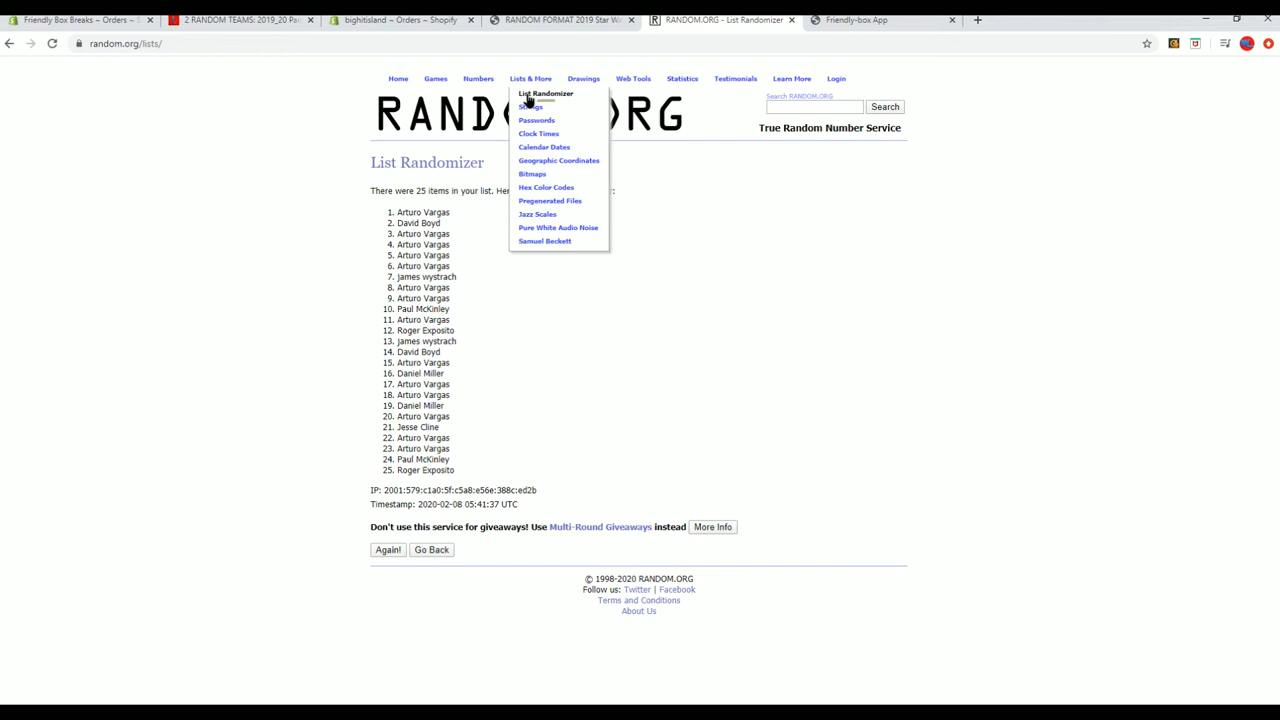 Friendly Box Breaks ~ Orders ~ S
2 RANDOM TEAMS: 2019_20 Pa
bighitisland ~ Orders ~ Shopify
RANDOM FORMAT 2019 Star W
RANDOM.ORG - List Randomizer
Friendly-box App
random.org/lists/
Home Games Numbers Lists & More Drawings Web Tools Statistics Testimonials Learn More Login
List Randomizer
Strings
Passwords
Clock Times
Calendar Dates
Geographic Coordinates
Bitmaps
Hex Color Codes
Pregenerated Files
Jazz Scales
Pure White Audio Noise
Samuel Beckett
Search RANDOM.ORG
Search
RANDOM.ORG
True Random Number Service
List Randomizer
There were 25 items in your list. Her
:
1. Arturo Vargas
2. David Boyd
3. Arturo Vargas
4. Arturo Vargas
5. Arturo Vargas
6. Arturo Vargas
7. james wystrach
8. Arturo Vargas
9. Arturo Vargas
10. Paul McKinley
11. Arturo Vargas
12. Roger Exposito
13. james wystrach
14. David Boyd
15. Arturo Vargas
16. Daniel Miller
17. Arturo Vargas
18. Arturo Vargas
19. Daniel Miller
20. Arturo Vargas
21. Jesse Cline
22. Arturo Vargas
23. Arturo Vargas
24. Paul McKinley
25. Roger Exposito
IP: 2001:579:c1a0:5f:c5a8:e56e:388c:ed2b
Timestamp: 2020-02-08 05:41:37 UTC
Don't use this service for giveaways! Use Multi-Round Giveaways instead More Info
Again! Go Back
© 1998-2020 RANDOM.ORG
Follow us: Twitter | Facebook
Terms and Conditions
About Us